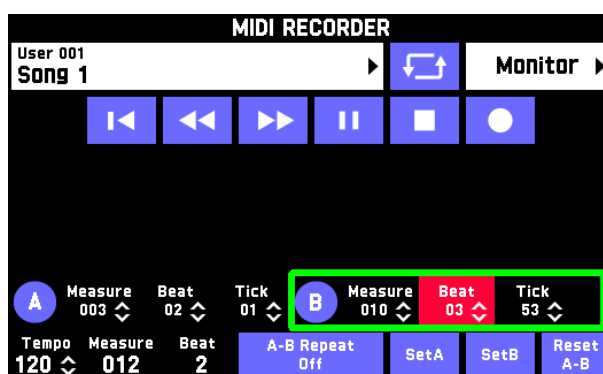 MIDI RECORDER
User 001
Song 1
Monitor
A Measure Beat Tick B Measure Beat Tick
003 02 01 010 03 53
Tempo Measure Beat A-B Repeat SetA SetB Reset
120 012 2 Off A-B